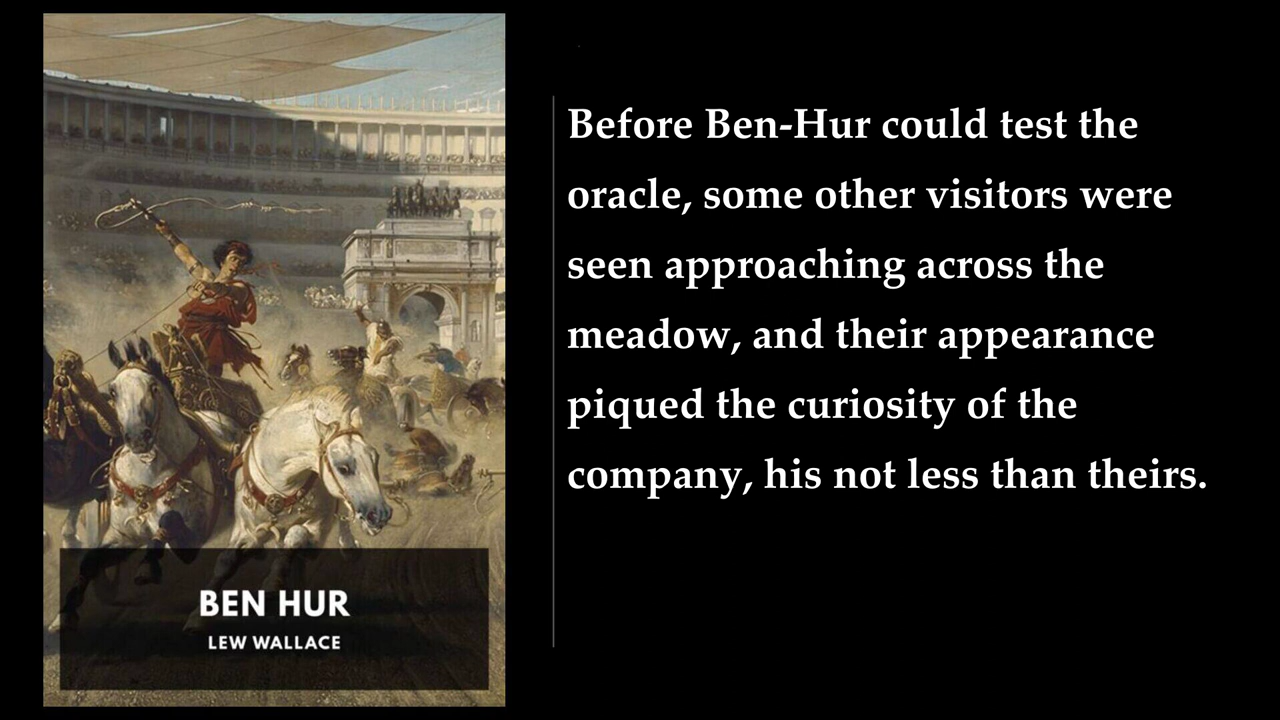 BEN HUR
LEW WALLACE
Before Ben-Hur could test the
oracle, some other visitors were
seen approaching across the
meadow, and their appearance
piqued the curiosity of the
company, his not less than theirs.